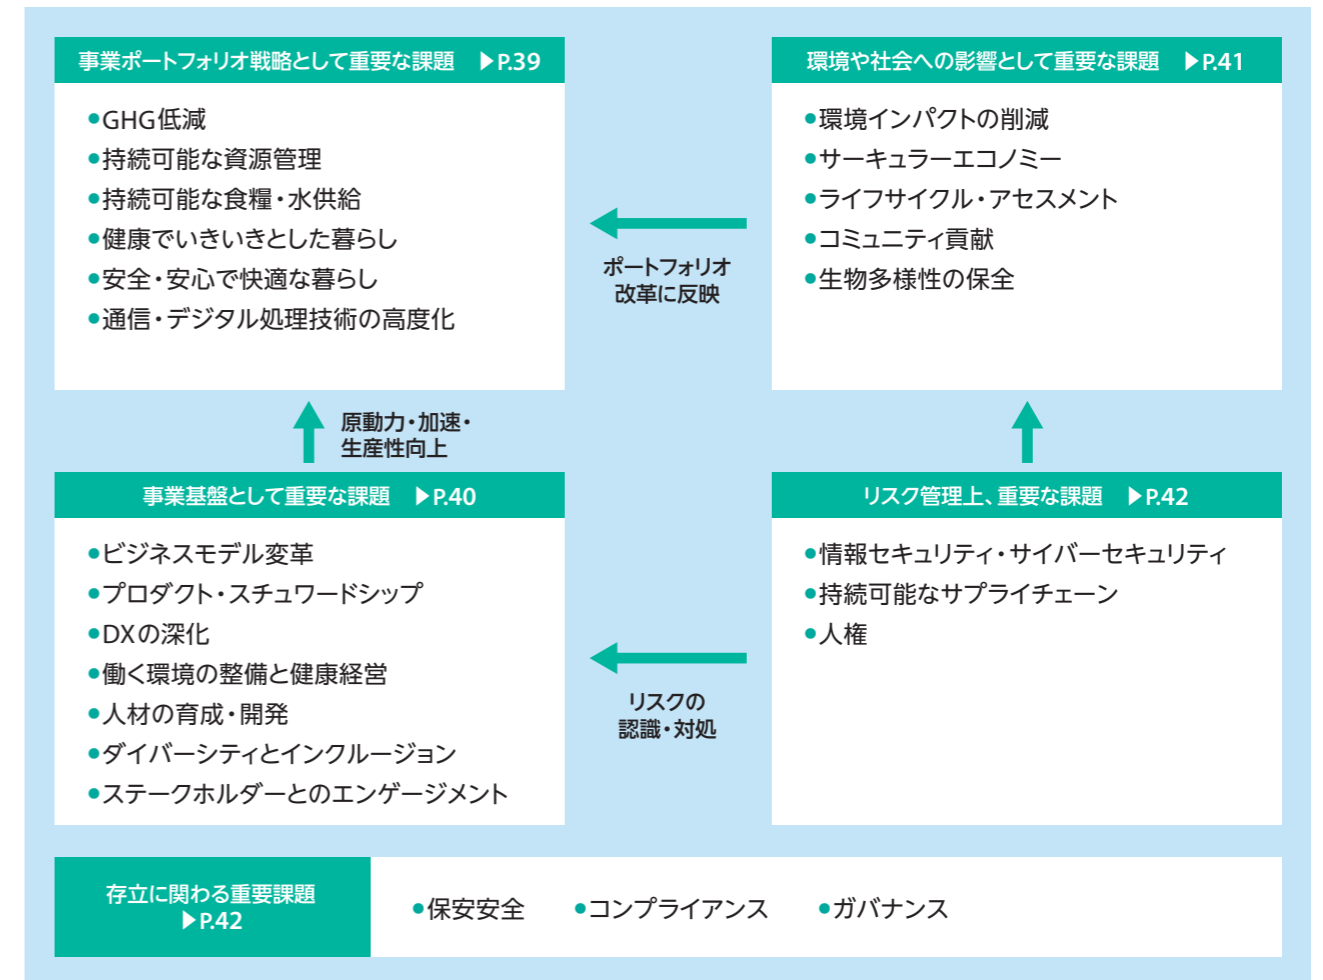 事業ポートフォリオ戦略として重要な課題 ▶P.39
●GHG低減
●持続可能な資源管理
●持続可能な食糧・水供給
●健康でいきいきとした暮らし
●安全・安心で快適な暮らし
●通信・デジタル処理技術の高度化
ポートフォリオ
改革に反映
環境や社会への影響として重要な課題 ▶P.41
●環境インパクトの削減
●サーキュラーエコノミー
●ライフサイクル・アセスメント
●コミュニティ貢献
●生物多様性の保全
原動力・加速・
生産性向上
事業基盤として重要な課題 ▶P.40
●ビジネスモデル変革
●プロダクト・スチュワードシップ
●DXの深化
●働く環境の整備と健康経営
●人材の育成・開発
●ダイバーシティとインクルージョン
●ステークホルダーとのエンゲージメント
リスクの
認識・対処
リスク管理上、重要な課題 ▶P.42
●情報セキュリティ・サイバーセキュリティ
●持続可能なサプライチェーン
●人権
存立に関わる重要課題
▶P.42
●保安安全 ●コンプライアンス ●ガバナンス